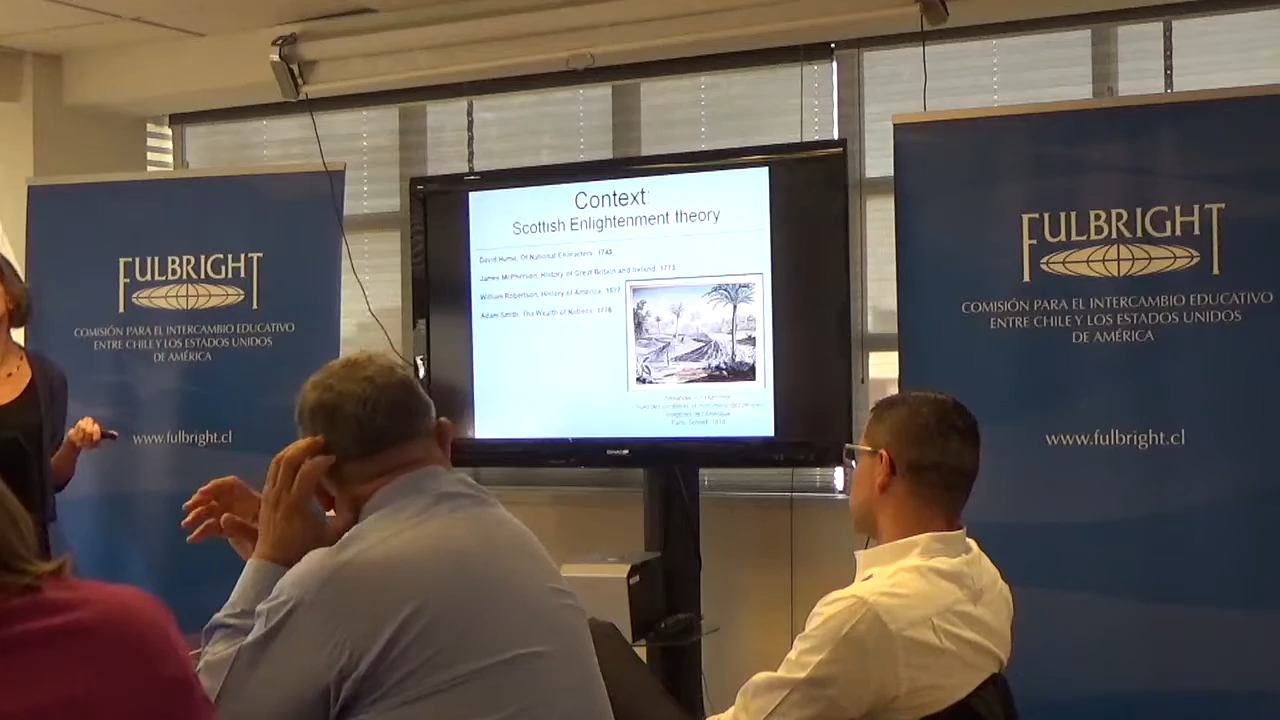 FULBRIGHT
COMISIÓN PARA EL INTERCAMBIO EDUCATIVO
ENTRE CHILE Y LOS ESTADOS UNIDOS
DE AMÉRICA
www.fulbright.cl
Context:
Scottish Enlightenment theory
David Hume, Of National Characters, 1748
James McPherson, History of Great Britain and Ireland, 1773
William Robertson, History of America,
Adam Smith, The Wealth of Nations, 1776
FULBRIGHT
COMISIÓN PARA EL INTERCAMBIO EDUCATIVO
ENTRE CHILE Y LOS ESTADOS UNIDOS
DE AMÉRICA
www.fulbright.cl